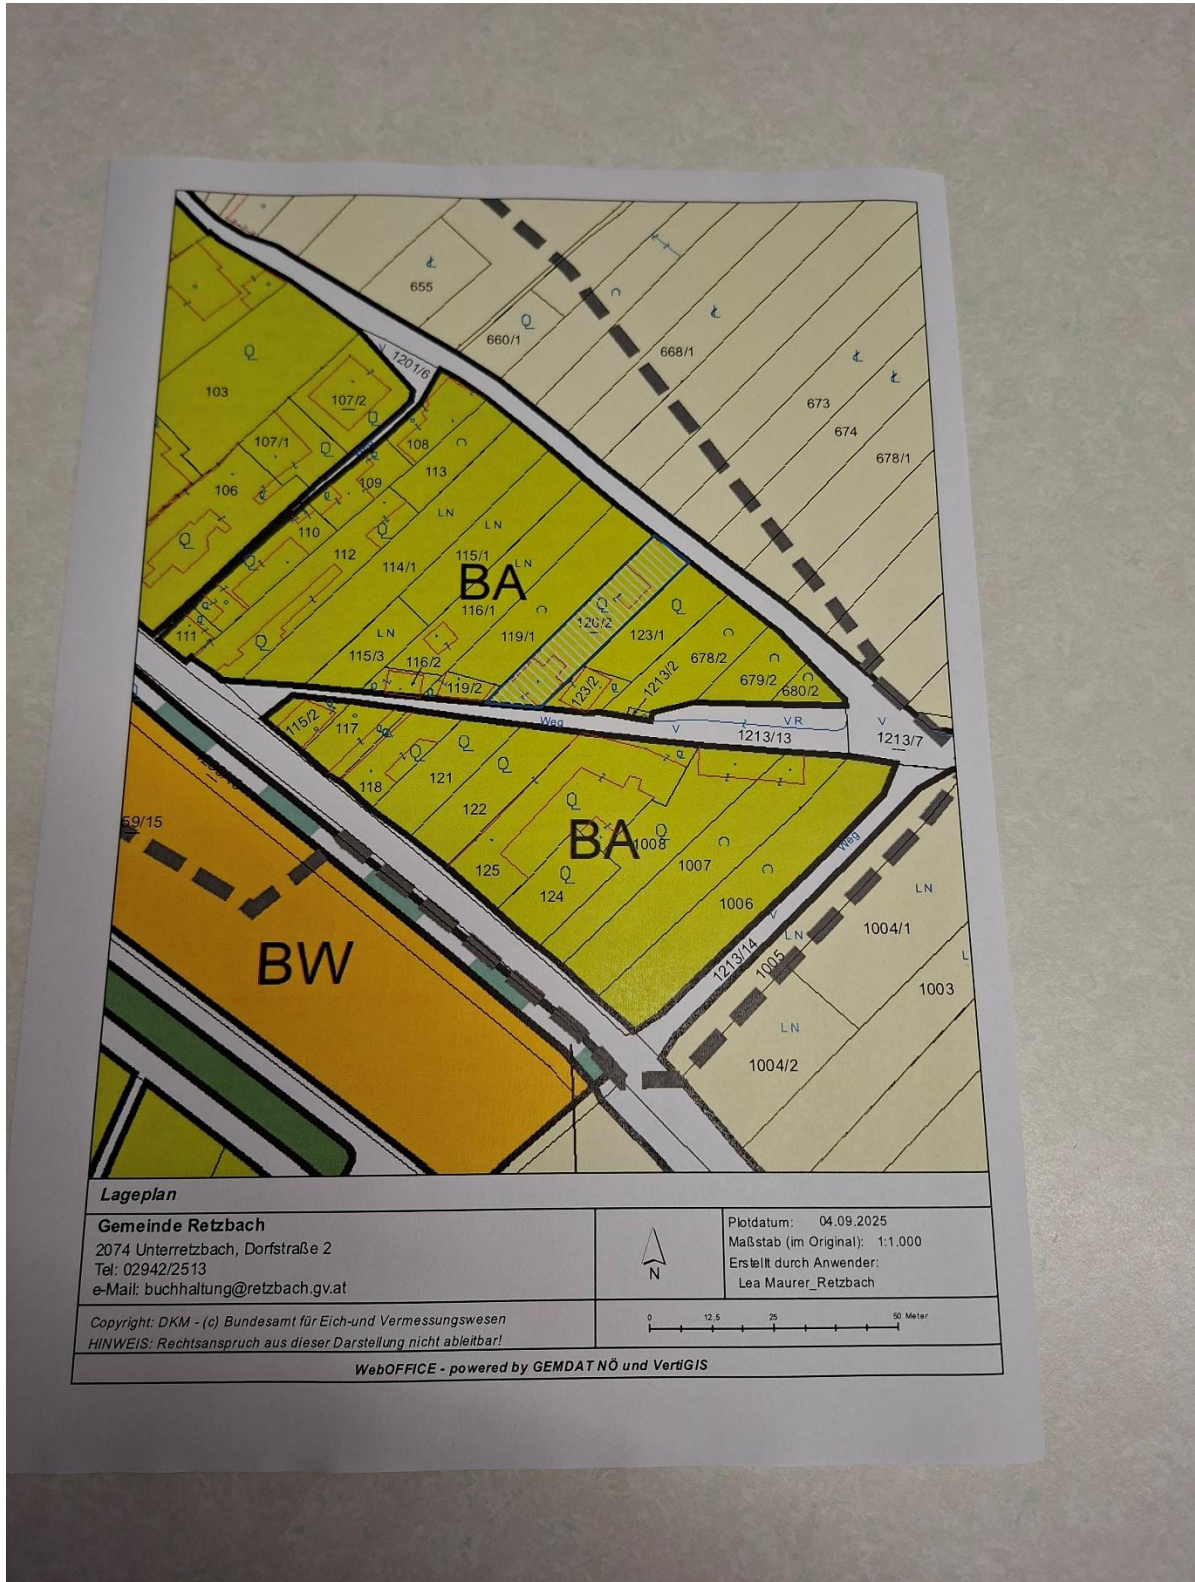 655
660/1
1201/6
668/1
103
107/2
673
674
107/1
108
678/1
113
109
106
LN
LN
110
112
115/1
LN
114/1
BA
116/1
120/2
111
LN
119/1
123/1
115/3
116/2
678/2
1213/2
679/2
119/2
123/2
680/2
115/2
Weg
V
VR
V
117
1213/13
1213/7
118
121
59/15
122
BA
1008
Weg
1007
125
LN
124
1006
V
1004/1
LN
BW
1213/14
1005
L
1003
LN
1004/2
Lageplan
Gemeinde Retzbach
2074 Unterretzbach, Dorfstraße 2
Tel: 02942/2513
e-Mail: buchhaltung@retzbach.gv.at
N
Plotdatum: 04.09.2025
Maßstab (im Original): 1:1.000
Erstellt durch Anwender:
Lea Maurer_Retzbach
Copyright: DKM - (c) Bundesamt für Eich-und Vermessungswesen
HINWEIS: Rechtsanspruch aus dieser Darstellung nicht ableitbar!
0 12,5 25 50 Meter
WebOFFICE - powered by GEMDAT NÖ und VertiGIS